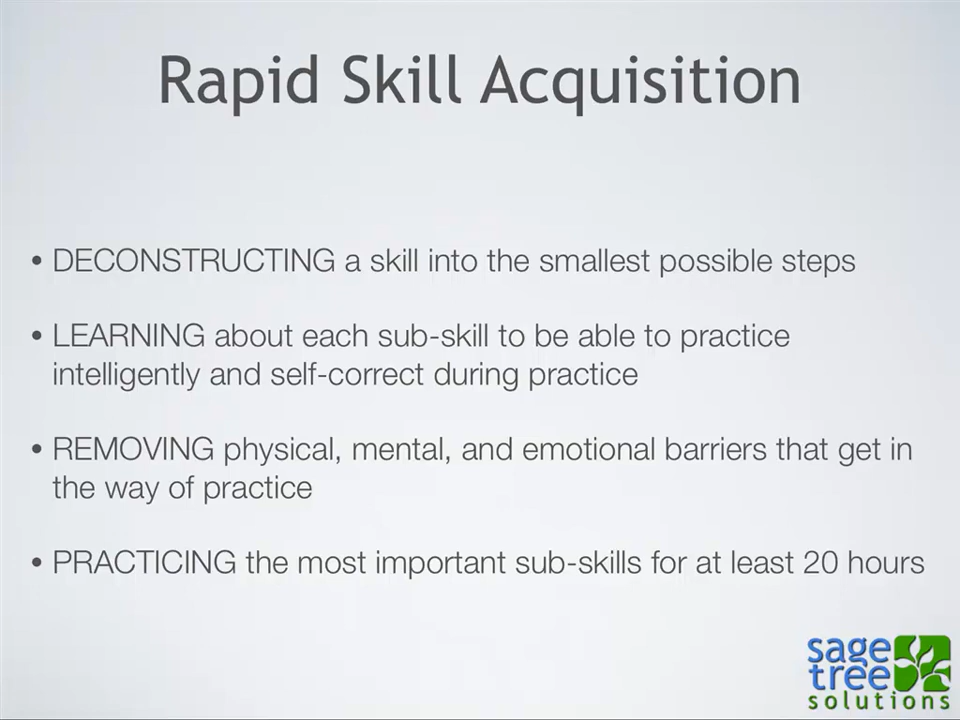 Rapid Skill Acquisition
• DECONSTRUCTING a skill into the smallest possible steps
• LEARNING about each sub-skill to be able to practice
intelligently and self-correct during practice
• REMOVING physical, mental, and emotional barriers that get in
the way of practice
• PRACTICING the most important sub-skills for at least 20 hours
sage
tree
solutions